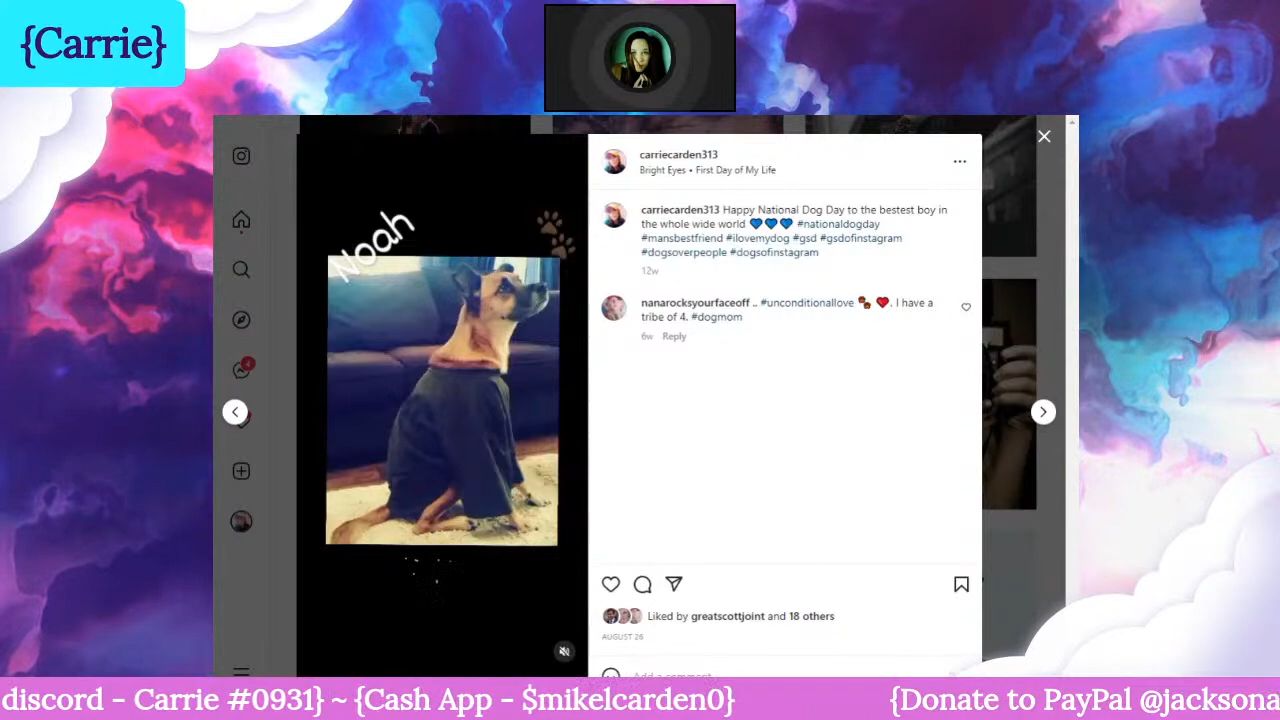 {Carrie}
Noah
carriecarden313
Bright Eyes • First Day of My Life
carriecarden313 Happy National Dog Day to the bestest boy in
the whole wide world 💙💙💙 #nationaldogday
#mansbestfriend #ilovemydog #gsd #gsdofinstagram
#dogsoverpeople #dogsofinstagram
12w
nanarocksyourfaceoff .. #unconditionallove 🐾 ❤️. I have a
tribe of 4. #dogmom
6w Reply
4
Liked by greatscottjoint and 18 others
AUGUST 26
Add a comment...
discord - Carrie #0931} ~ {Cash App - $mikelcarden0}
{Donate to PayPal @jacksona